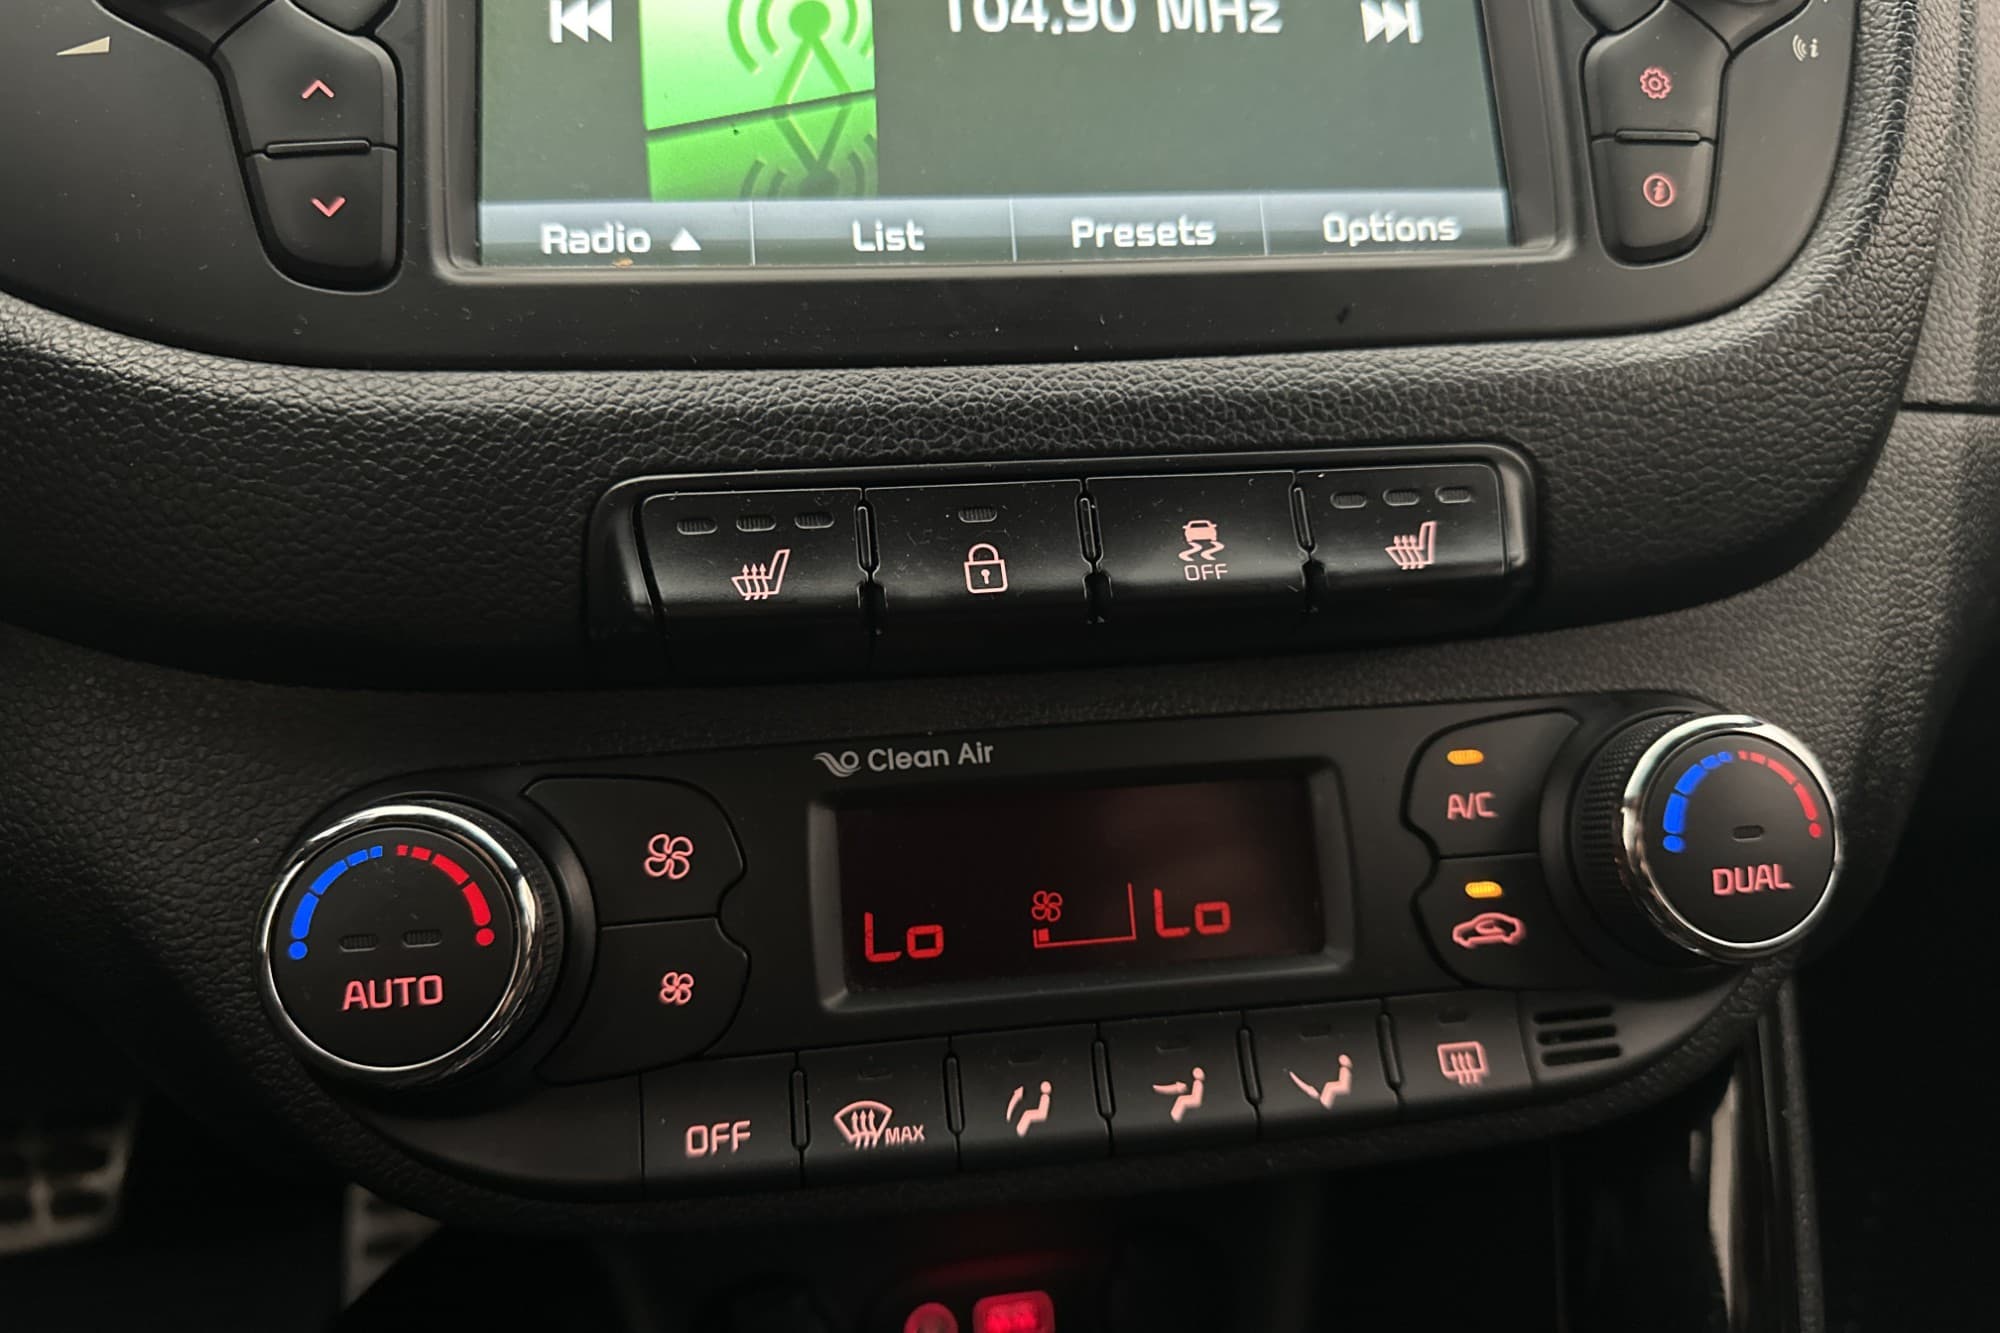 104.90 MHz
Radio ▲ List Presets Options
OFF
Clean Air
A/C
DUAL
Lo Lo
AUTO
OFF MAX